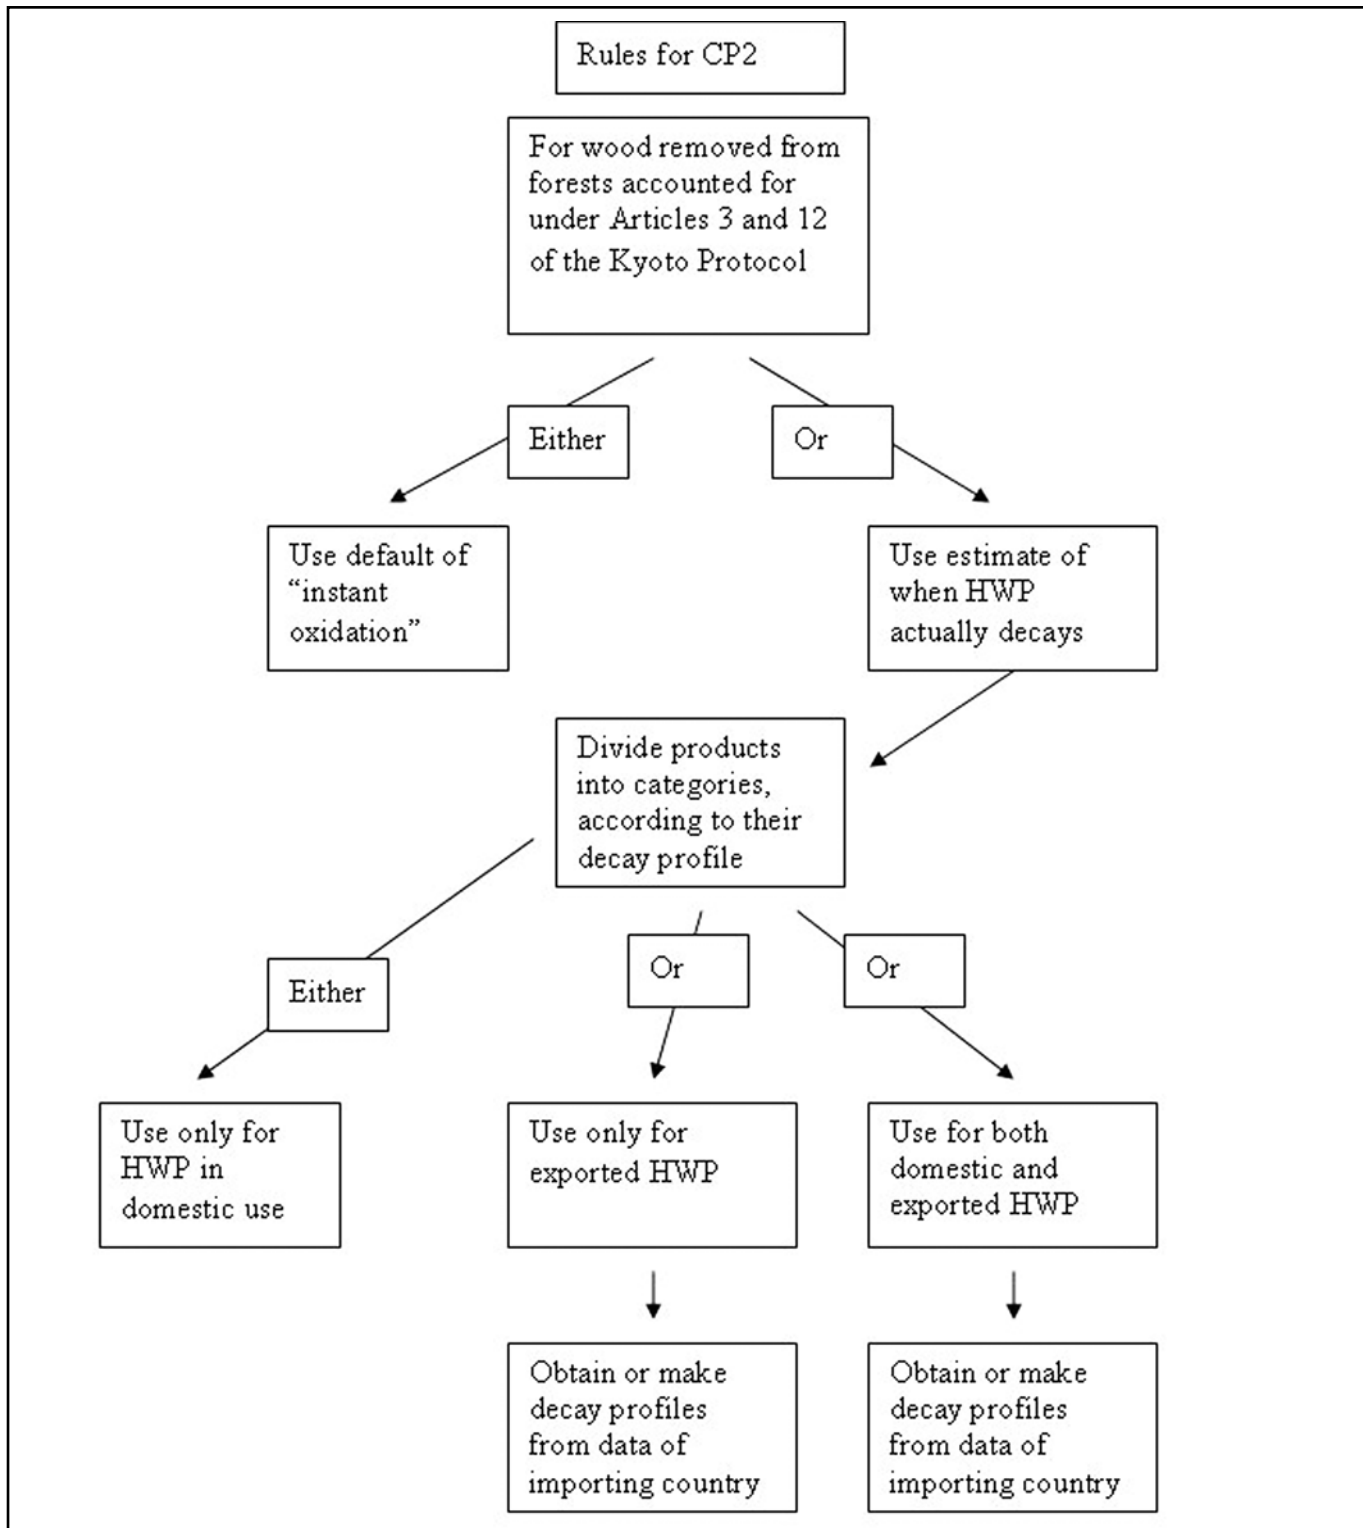 Rules for CP2
For wood removed from
forests accounted for
under Articles 3 and 12
of the Kyoto Protocol
Either
Or
Use default of
“instant
oxidation”
Use estimate of
when HWP
actually decays
Divide products
into categories,
according to their
decay profile
Either
Or
Or
Use only for
HWP in
domestic use
Use only for
exported HWP
Use for both
domestic and
exported HWP
Obtain or make
decay profiles
from data of
importing country
Obtain or make
decay profiles
from data of
importing country